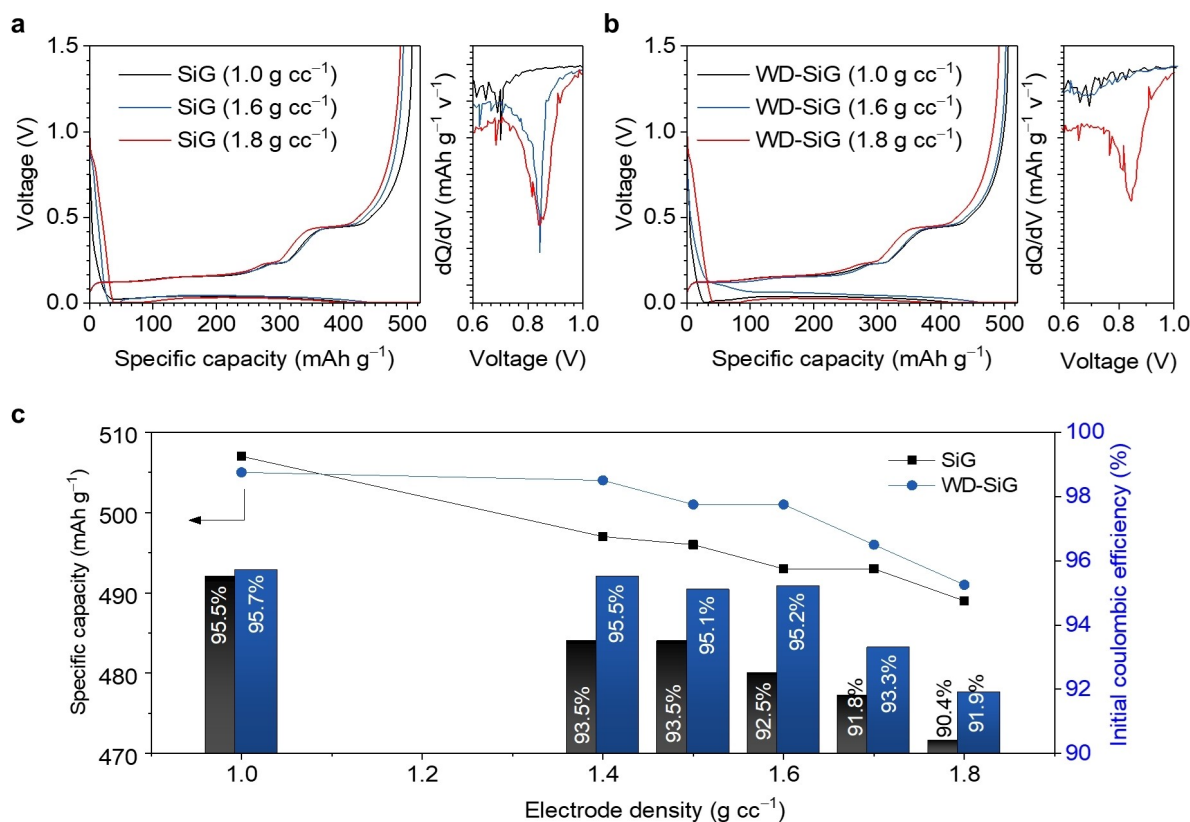 a
1.5
1.0
0.5
0.0
Voltage (V)
SiG (1.0 g cc⁻¹)
SiG (1.6 g cc⁻¹)
SiG (1.8 g cc⁻¹)
0 100 200 300 400 500
Specific capacity (mAh g⁻¹)
dQ/dV (mAh g⁻¹ v⁻¹)
0.6 0.8 1.0
Voltage (V)
b
1.5
1.0
0.5
0.0
Voltage (V)
WD-SiG (1.0 g cc⁻¹)
WD-SiG (1.6 g cc⁻¹)
WD-SiG (1.8 g cc⁻¹)
0 100 200 300 400 500
Specific capacity (mAh g⁻¹)
dQ/dV (mAh g⁻¹ v⁻¹)
0.6 0.8 1.0
Voltage (V)
c
510
500
490
480
470
Specific capacity (mAh g⁻¹)
SiG
WD-SiG
95.5% 95.7%
93.5% 95.5%
93.5% 95.1%
92.5% 95.2%
91.8% 93.3%
90.4% 91.9%
100
98
96
94
92
90
Initial coulombic efficiency (%)
1.0 1.2 1.4 1.6 1.8
Electrode density (g cc⁻¹)